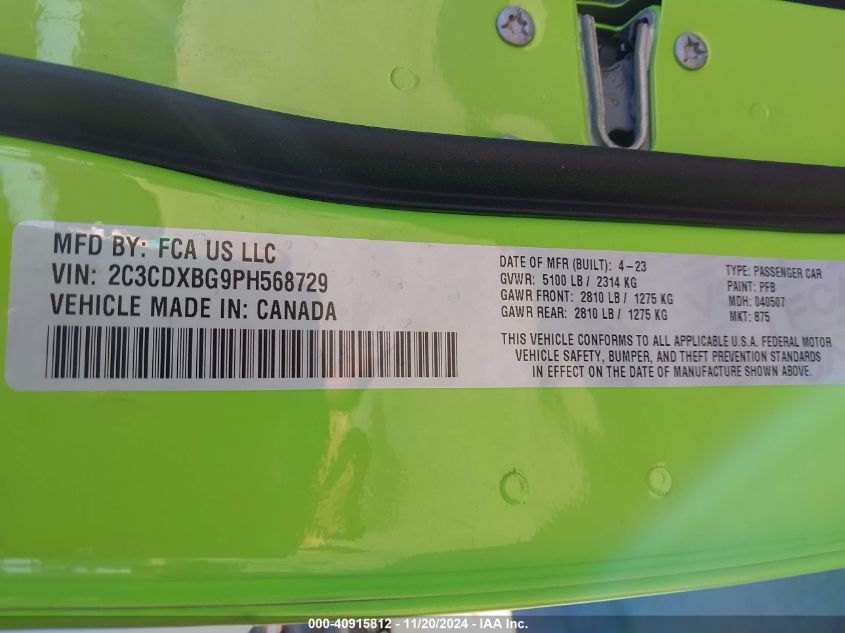 MFD BY: FCA US LLC
VIN: 2C3CDXBG9PH568729
VEHICLE MADE IN: CANADA
DATE OF MFR (BUILT): 4-23
GVWR: 5100 LB / 2314 KG
GAWR FRONT: 2810 LB / 1275 KG
GAWR REAR: 2810 LB / 1275 KG
TYPE: PASSENGER CAR
PAINT: PFB
MDH: 040507
MKT: 875
THIS VEHICLE CONFORMS TO ALL APPLICABLE U.S.A. FEDERAL MOTOR
VEHICLE SAFETY, BUMPER, AND THEFT PREVENTION STANDARDS
IN EFFECT ON THE DATE OF MANUFACTURE SHOWN ABOVE.
000-40915812 - 11/20/2024 - IAA Inc.